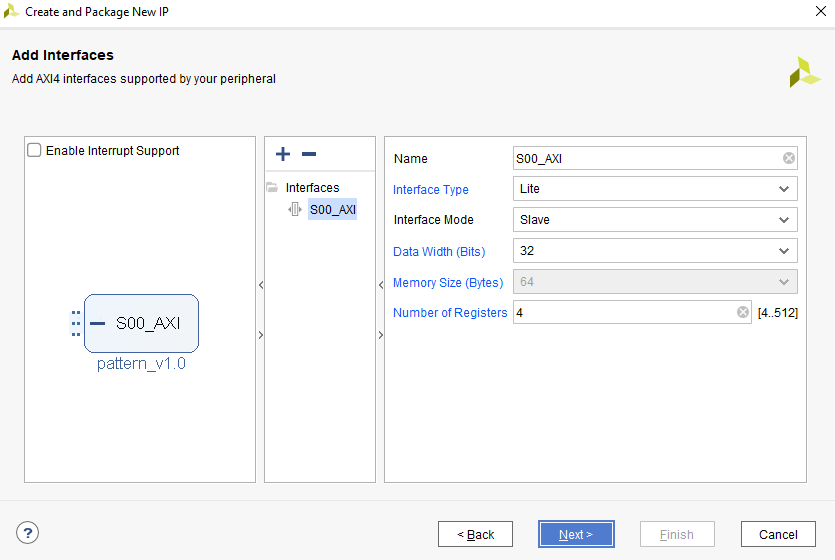 Create and Package New IP
Add Interfaces
Add AXI4 interfaces supported by your peripheral
Enable Interrupt Support
S00_AXI
pattern_v1.0
Interfaces
S00_AXI
Name S00_AXI
Interface Type Lite
Interface Mode Slave
Data Width (Bits) 32
Memory Size (Bytes) 64
Number of Registers 4 [4..512]
? < Back Next > Finish Cancel